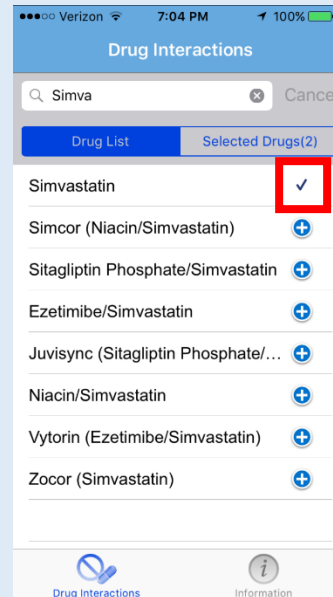 Verizon 7:04 PM 100%
Drug Interactions
Simva Cance
Drug List Selected Drugs(2)
Simvastatin
Simcor (Niacin/Simvastatin)
Sitagliptin Phosphate/Simvastatin
Ezetimibe/Simvastatin
Juvisync (Sitagliptin Phosphate/...
Niacin/Simvastatin
Vytorin (Ezetimibe/Simvastatin)
Zocor (Simvastatin)
Drug Interactions Information